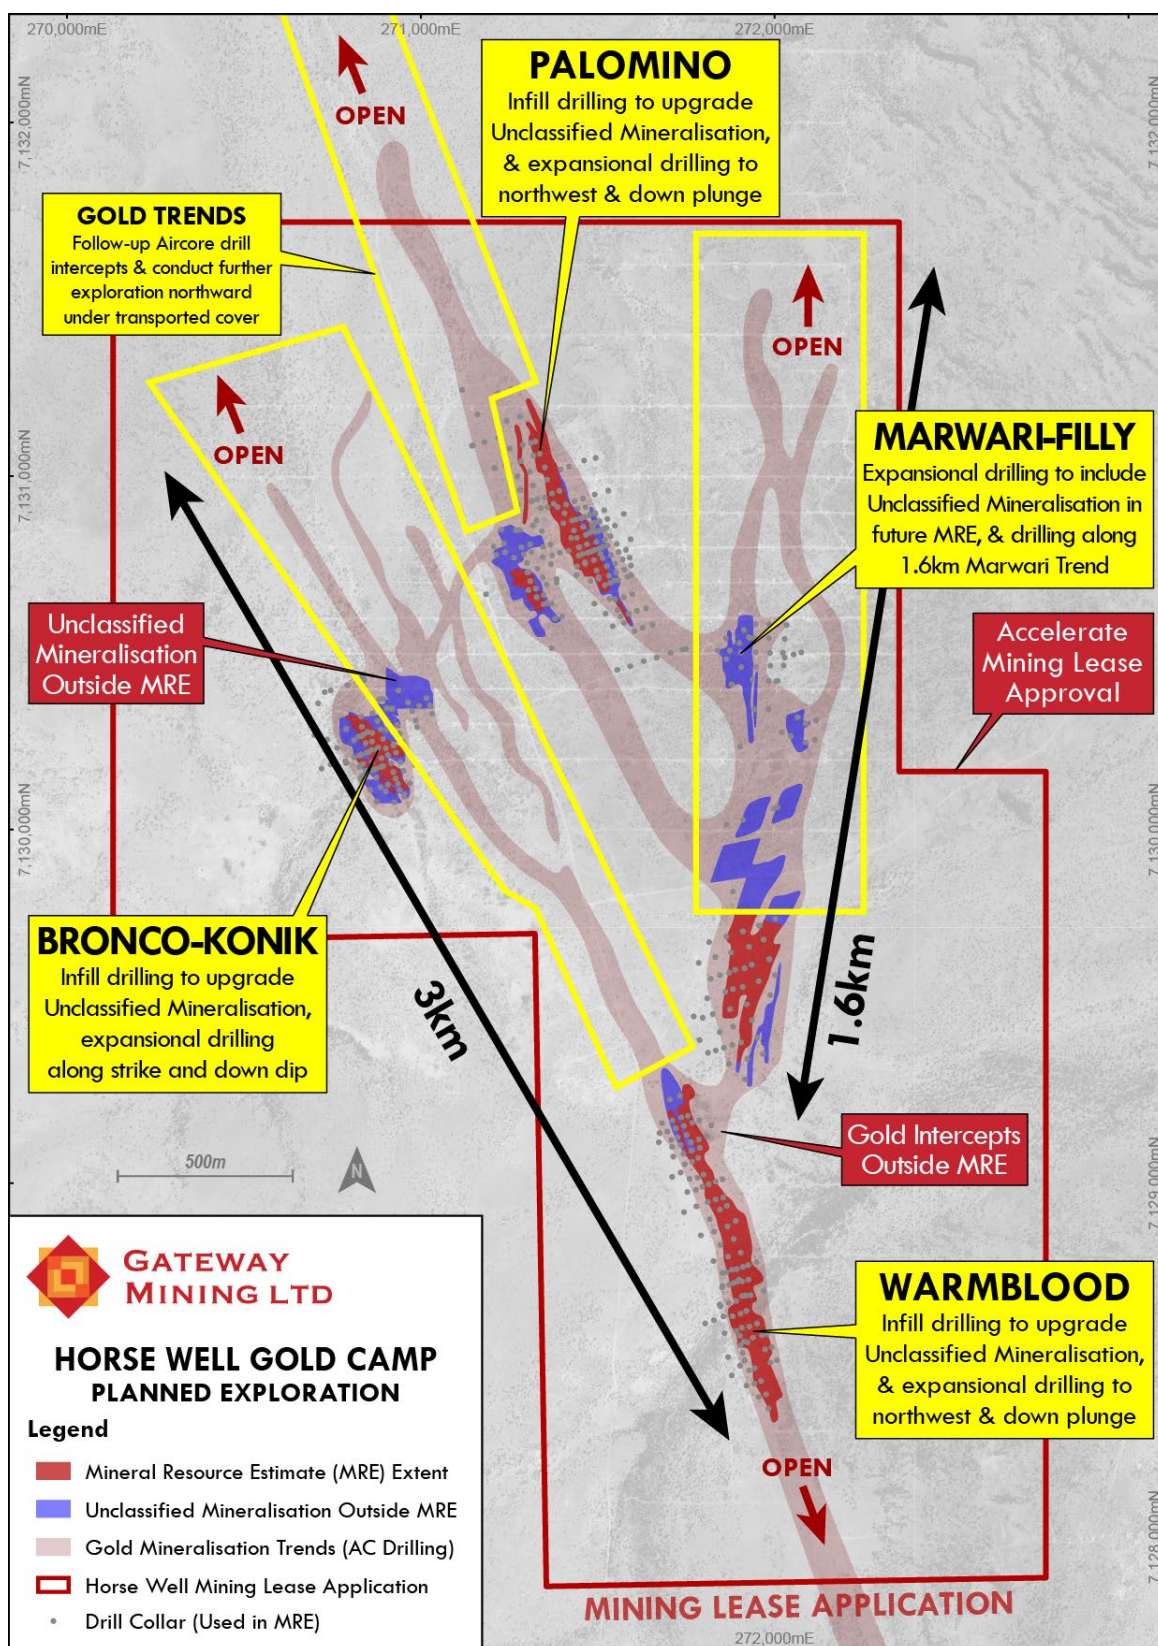 270,000mE
271,000mE
272,000mE
7,132,000mN
7,132,000mN
OPEN
PALOMINO
Infill drilling to upgrade
Unclassified Mineralisation,
& expansional drilling to
northwest & down plunge
GOLD TRENDS
Follow-up Aircore drill
intercepts & conduct further
exploration northward
under transported cover
OPEN
OPEN
MARWARI-FILLY
Expansional drilling to include
Unclassified Mineralisation in
future MRE, & drilling along
1.6km Marwari Trend
7,131,000mN
Unclassified
Mineralisation
Outside MRE
Accelerate
Mining Lease
Approval
7,130,000mN
7,130,000mN
BRONCO-KONIK
Infill drilling to upgrade
Unclassified Mineralisation,
expansional drilling
along strike and down dip
3km
1.6km
Gold Intercepts
Outside MRE
500m
N
7,129,000mN
GATEWAY
MINING LTD
WARMBLOOD
Infill drilling to upgrade
Unclassified Mineralisation,
& expansional drilling to
northwest & down plunge
HORSE WELL GOLD CAMP
PLANNED EXPLORATION
Legend
Mineral Resource Estimate (MRE) Extent
Unclassified Mineralisation Outside MRE
Gold Mineralisation Trends (AC Drilling)
Horse Well Mining Lease Application
Drill Collar (Used in MRE)
OPEN
7,128,000mN
MINING LEASE APPLICATION
272,000mE